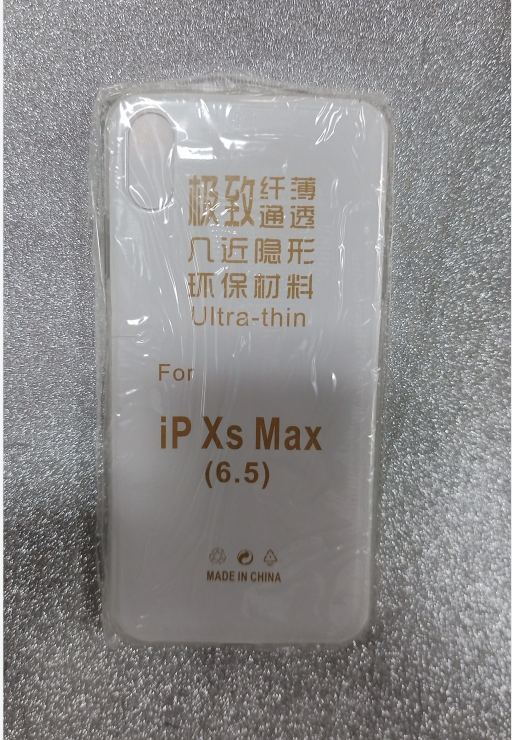 极致纤薄
通透
几近隐形
环保材料
Ultra-thin
For
iP Xs Max
(6.5)
MADE IN CHINA